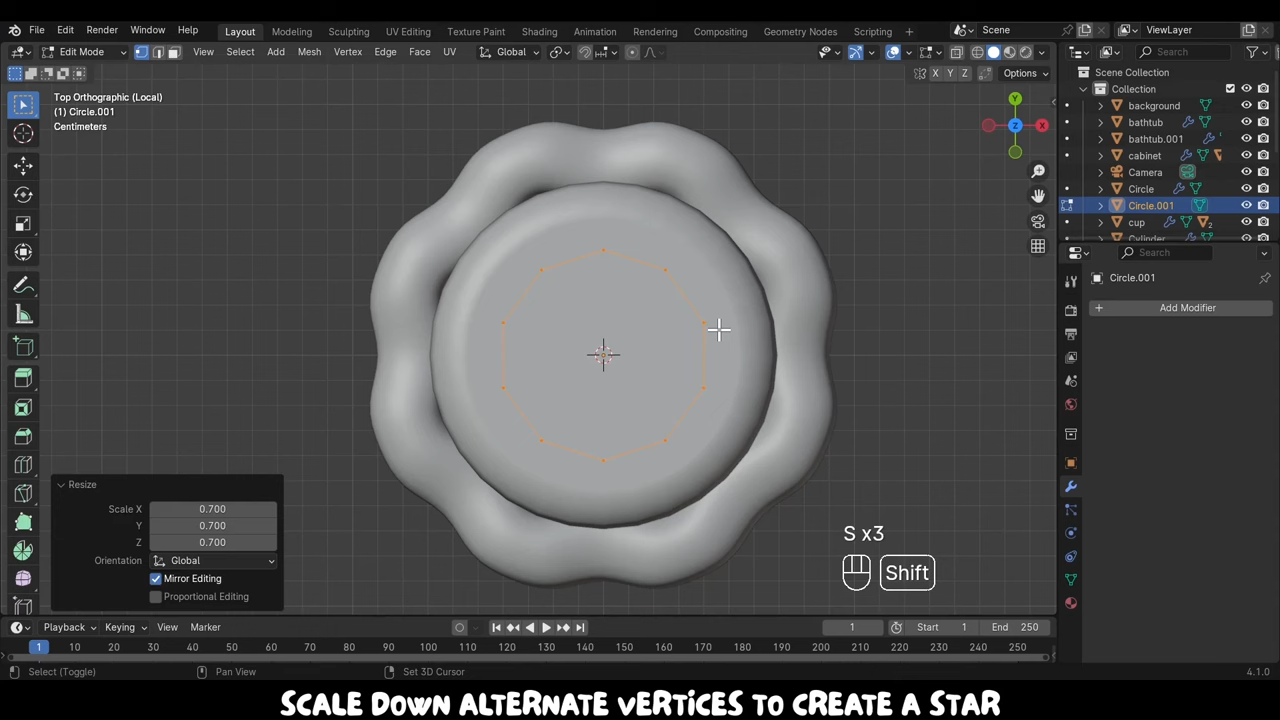 File Edit Render Window Help Layout Modeling Sculpting UV Editing Texture Paint Shading Animation Rendering Compositing Geometry Nodes Scripting + Scene ViewLayer
Edit Mode View Select Add Mesh Vertex Edge Face UV Global Search
X Y Z Options
Scene Collection
Top Orthographic (Local)
(1) Circle.001
Centimeters
Collection
background
bathtub
bathtub.001
cabinet
Camera
Circle
Circle.001
cup
2
Cylinder
Y
Z
X
Search
Circle.001
+ Add Modifier
Resize
Scale X 0.700
Y 0.700
Z 0.700
Orientation Global
Mirror Editing
Proportional Editing
S x3
Shift
Playback Keying View Marker 1 Start 1 End 250
1 10 20 30 40 50 60 70 80 90 100 110 120 130 140 150 160 170 180 190 200 210 220 230 240 250
Select (Toggle) Pan View Set 3D Cursor 4.1.0
SCALE DOWN ALTERNATE VERTICES TO CREATE A STAR